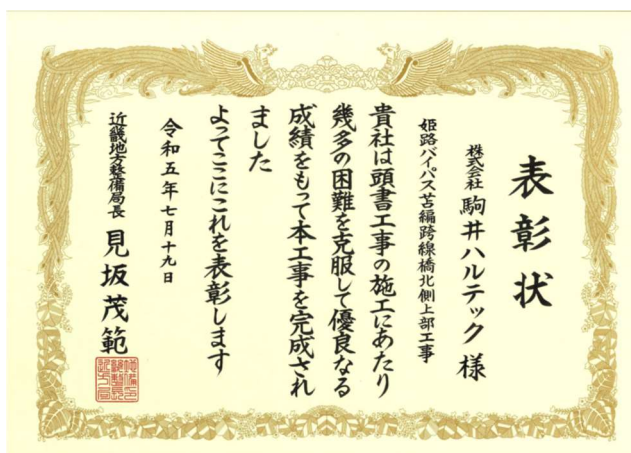 表彰状
株式会社 駒井ハルテック 様
姫路バイパス苫編跨線橋北側上部工事
貴社は頭書工事の施工にあたり
幾多の困難を克服して優良なる
成績をもって本工事を完成され
ました
よってここにこれを表彰します
令和五年七月十九日
近畿地方整備局長 見坂茂範